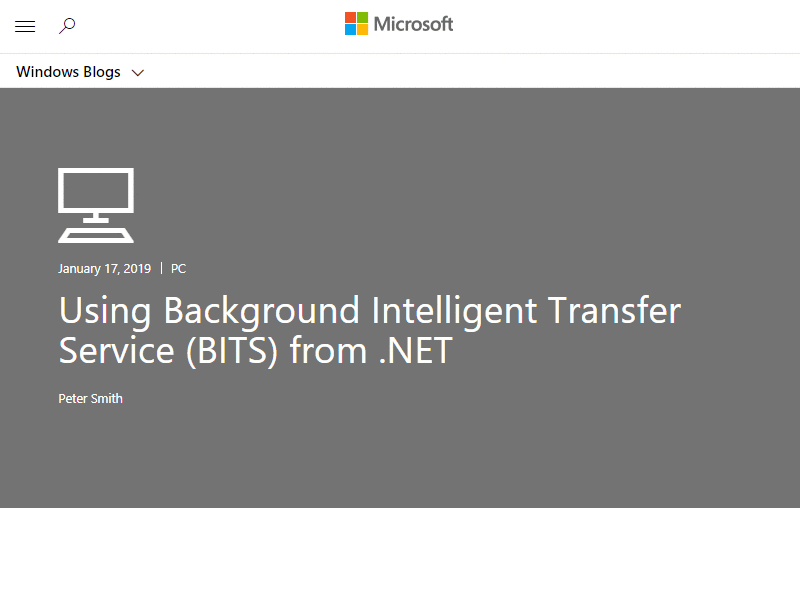 Microsoft
Windows Blogs
January 17, 2019 | PC
Using Background Intelligent Transfer
Service (BITS) from .NET
Peter Smith